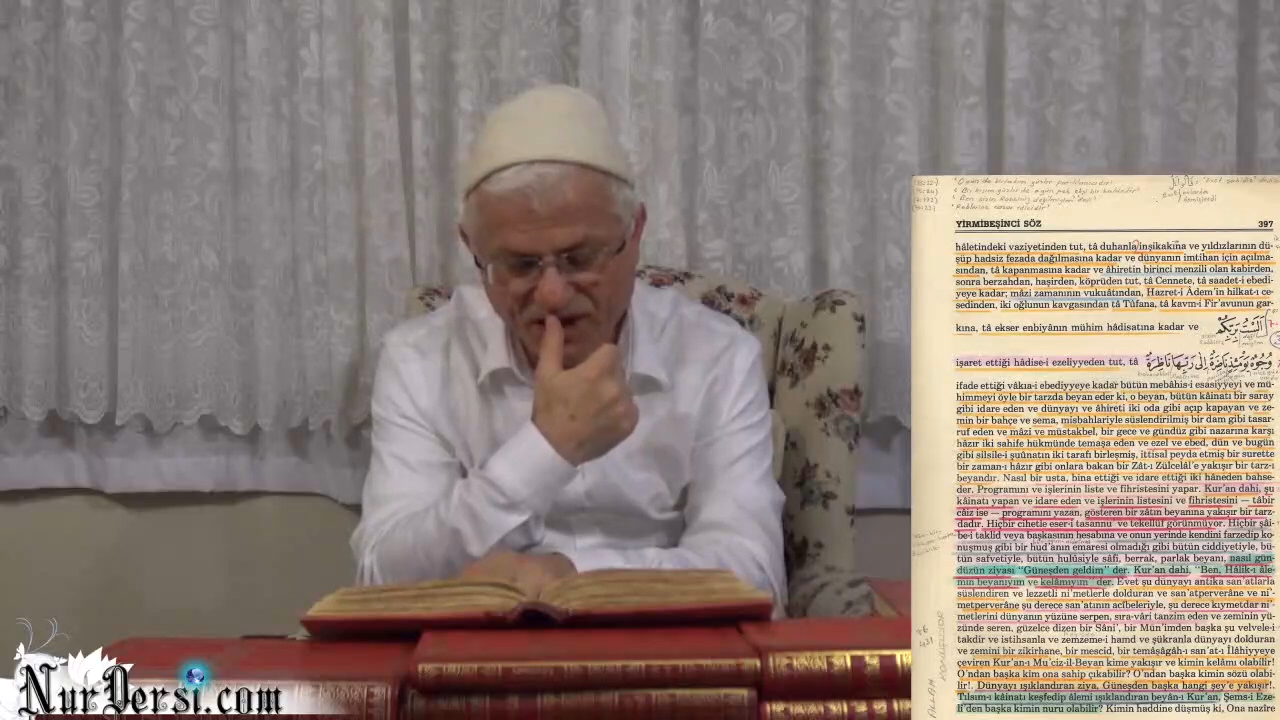 YİRMİBEŞİNCİ SÖZ 397
hâletindeki vaziyetinden tut, tâ duhanla inşikakına ve yıldızlarının dü-
şüp hadsiz fezada dağılmasına kadar ve dünyanın imtihan için açılma-
sından, tâ kapanmasına kadar ve âhiretin birinci menzili olan kabirden,
sonra berzahdan, haşirden, köprüden tut, tâ Cennete, tâ saadet-i ebedi-
yeye kadar; mâzi zamanının vukuâtından, Hazret-i Âdem'in hilkat-ı ce-
sedinden, iki oğlunun kavgasından tâ Tûfana, tâ kavm-i Fir'avunun gar-
kına, tâ ekser enbiyânın mühim hâdisatına kadar ve اَلَسْتُ بِرَبِّكُمْ
işaret ettiği hâdise-i ezeliyyeden tut, tâ وُجُوهٌ يَوْمَئِذٍ نَاضِرَةٌ اِلٰى رَبِّهَا نَاظِرَةٌ
ifade ettiği vâkıa-i ebediyyeye kadar bütün mebâhis-i esasiyyeyi ve mü-
himmeyi öyle bir tarzda beyan eder ki, o beyan, bütün kâinatı bir saray
gibi idare eden ve dünyayı ve âhireti iki oda gibi açıp kapayan ve ze-
min bir bahçe ve sema, misbahlariyle süslendirilmiş bir dam gibi tasar-
ruf eden ve mâzi ve müstakbel, bir gece ve gündüz gibi nazarına karşı
hâzır iki sahife hükmünde temaşa eden ve ezel ve ebed, dün ve bugün
gibi silsile-i şuûnatın iki tarafı birleşmiş, ittisal peyda etmiş bir surette
bir zaman-ı hâzır gibi onlara bakan bir Zât-ı Zülcelâl'e yakışır bir tarz-ı
beyandır. Nasıl bir usta, bina ettiği ve idare ettiği iki hâneden bahse-
der. Programını ve işlerinin liste ve fihristesini yapar. Kur'an dahi, şu
kâinatı yapan ve idare eden ve işlerinin listesini ve fihristesini — tâbir
câiz ise — programını yazan, gösteren bir zâtın beyanına yakışır bir tarz-
dadır. Hiçbir cihetle eser-i tasannu' ve tekellüf görünmüyor. Hiçbir şâi-
be-i taklid veya başkasının hesabına ve onun yerinde kendini farzedip ko-
nuşmuş gibi bir hud'anın emaresi olmadığı gibi bütün ciddiyetiyle, bü-
tün safvetiyle, bütün hulûsiyle sâfi, berrak, parlak beyanı, nasıl gün-
düzün ziyası "Güneşden geldim" der. Kur'an dahi, "Ben, Hâlik-ı âle-
min beyanıyım ve kelâmıyım" der. Evet şu dünyayı antika san'atlarla
süslendiren ve lezzetli ni'metlerle dolduran ve san'atperverâne ve ni'-
metperverâne şu derece san'atının acîbeleriyle, şu derece kıymetdar ni'-
metlerini dünyanın yüzüne serpen, sıra-vâri tanzim eden ve zeminin yü-
zünde seren, güzelce dizen bir Sâni', bir Mün'imden başka şu velvele-i
takdir ve istihsanla ve zemzeme-i hamd ü şükranla dünyayı dolduran
ve zemini bir zikirhane, bir mescid, bir temâşâgâh-ı san'at-ı İlâhiyyeye
çeviren Kur'an-ı Mu'ciz-il-Beyan kime yakışır ve kimin kelâmı olabilir!
O'ndan başka kim ona sahip çıkabilir? O'ndan başka kimin sözü olabi-
lir!. Dünyayı ışıklandıran ziya, Güneşden başka hangi şey'e yakışır!.
Tılsım-ı kâinatı keşfedip âlemi ışıklandıran beyân-ı Kur'an, Şems-i Eze-
lî'den başka kimin nuru olabilir? Kimin haddine düşmüş ki, Ona nazîre
NurDersi.com